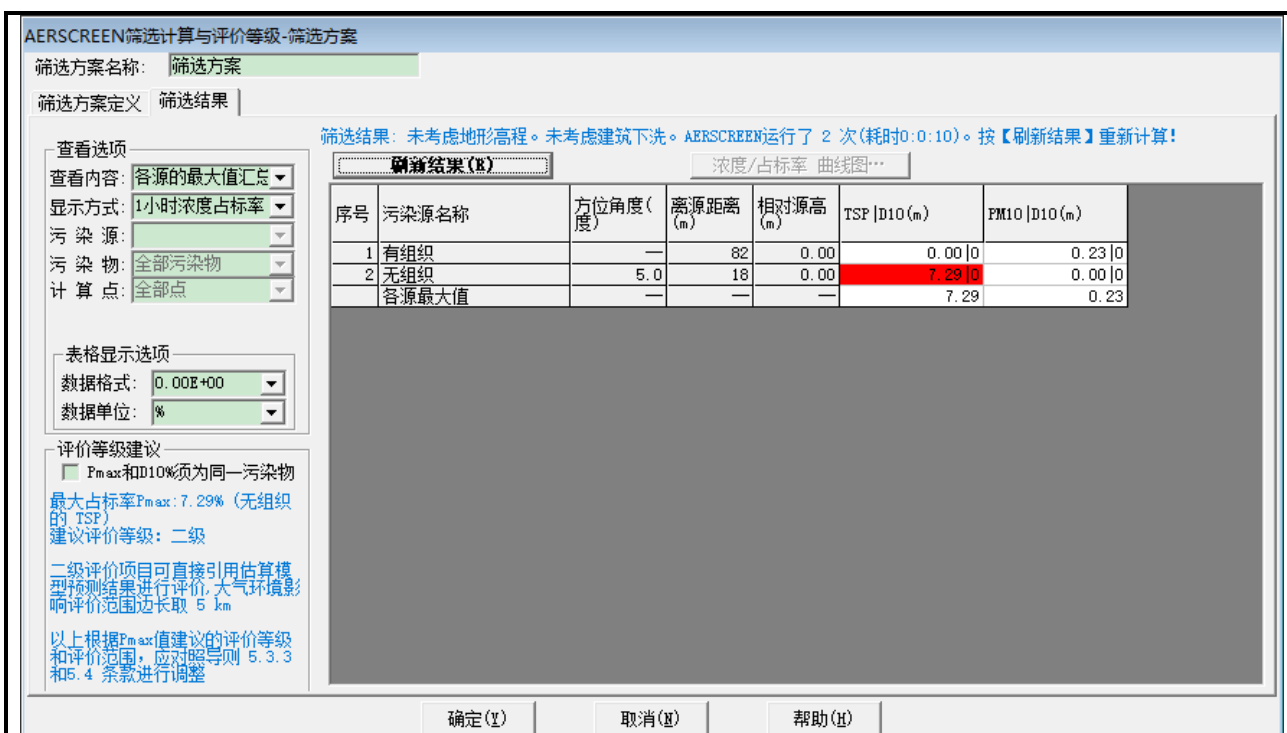 AERSCREEN筛选计算与评价等级-筛选方案
筛选方案名称: 筛选方案
筛选方案定义 筛选结果
筛选结果: 未考虑地形高程。未考虑建筑下洗。AERSCREEN运行了 2 次(耗时0:0:10)。按【刷新结果】重新计算!
查看选项
查看内容: 各源的最大值汇总
显示方式: 1小时浓度占标率
污 染 源:
污 染 物: 全部污染物
计 算 点: 全部点
表格显示选项
数据格式: 0.00E+00
数据单位: %
评价等级建议
Pmax和D10%须为同一污染物
最大占标率Pmax:7.29% (无组织
的 TSP)
建议评价等级: 二级
二级评价项目可直接引用估算模
型预测结果进行评价,大气环境影
响评价范围边长取 5 km
以上根据Pmax值建议的评价等级
和评价范围, 应对照导则 5.3.3
和5.4 条款进行调整
刷新结果(R) 浓度/占标率 曲线图…
序号 污染源名称 方位角度(度) 离源距离(m) 相对源高(m) TSP|D10(m) PM10|D10(m)
1 有组织 — 82 0.00 0.00|0 0.23|0
2 无组织 5.0 18 0.00 7.29|0 0.00|0
各源最大值 — — — 7.29 0.23
确定(Y) 取消(N) 帮助(H)